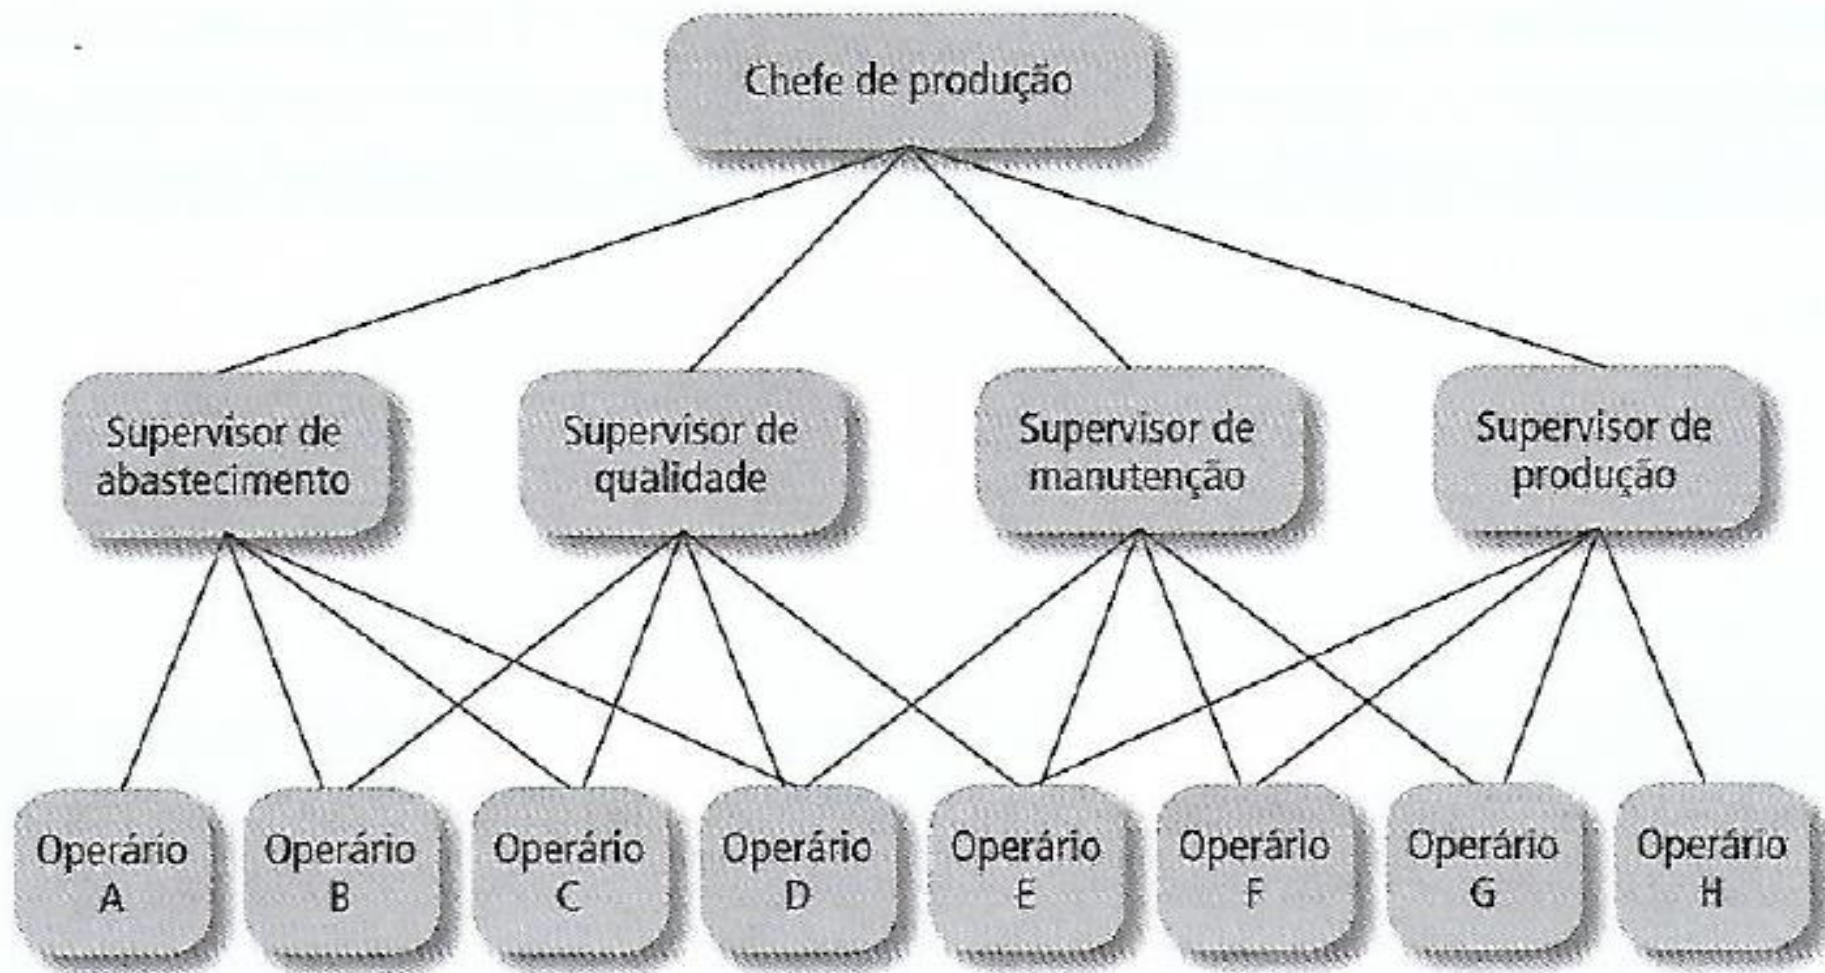 Chefe de produção
Supervisor de
abastecimento
Supervisor de
qualidade
Supervisor de
manutenção
Supervisor de
produção
Operário
A
Operário
B
Operário
C
Operário
D
Operário
E
Operário
F
Operário
G
Operário
H